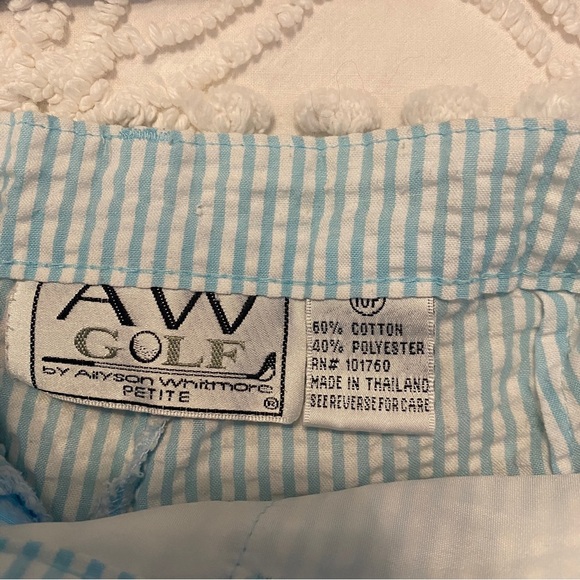 AW
GOLF
by Allyson Whitmore
PETITE ®
10P
60% COTTON
40% POLYESTER
RN# 101760
MADE IN THAILAND
SEE REVERSE FOR CARE